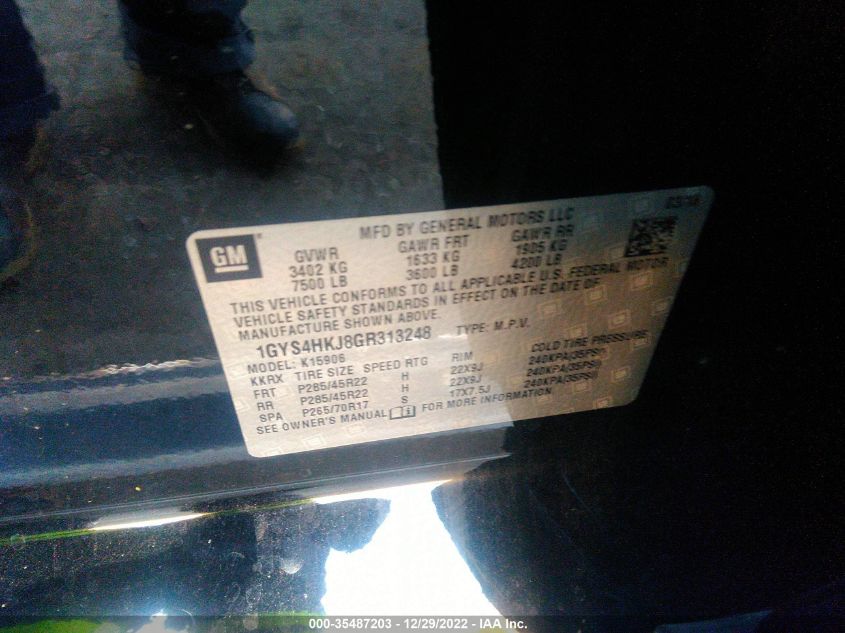 MFD BY GENERAL MOTORS LLC 03/16
GM
GVWR GAWR FRT GAWR RR
3402 KG 1633 KG 1905 KG
7500 LB 3600 LB 4200 LB
THIS VEHICLE CONFORMS TO ALL APPLICABLE U.S. FEDERAL MOTOR
VEHICLE SAFETY STANDARDS IN EFFECT ON THE DATE OF
MANUFACTURE SHOWN ABOVE.
1GYS4HKJ8GR313248 TYPE: M.P.V.
MODEL: K15906
KKRX TIRE SIZE SPEED RTG RIM COLD TIRE PRESSURE
FRT P285/45R22 H 22X9J 240KPA(35PSI)
RR P285/45R22 H 22X9J 240KPA(35PSI)
SPA P265/70R17 S 17X7.5J 240KPA(35PSI)
SEE OWNER'S MANUAL FOR MORE INFORMATION
000-35487203 - 12/29/2022 - IAA Inc.